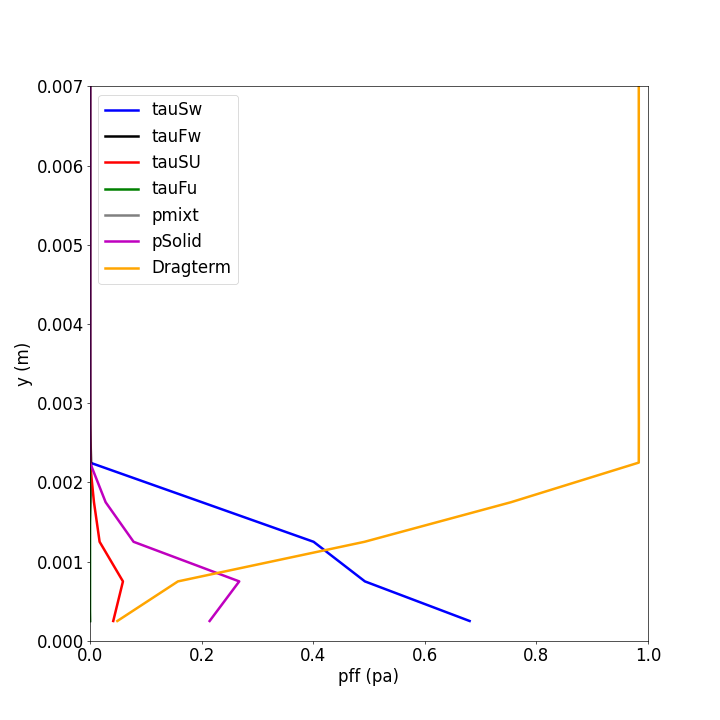 0.007
0.006
0.005
0.004
0.003
0.002
0.001
0.000
y (m)
tauSw
tauFw
tauSU
tauFu
pmixt
pSolid
Dragterm
0.0 0.2 0.4 0.6 0.8 1.0
pff (pa)